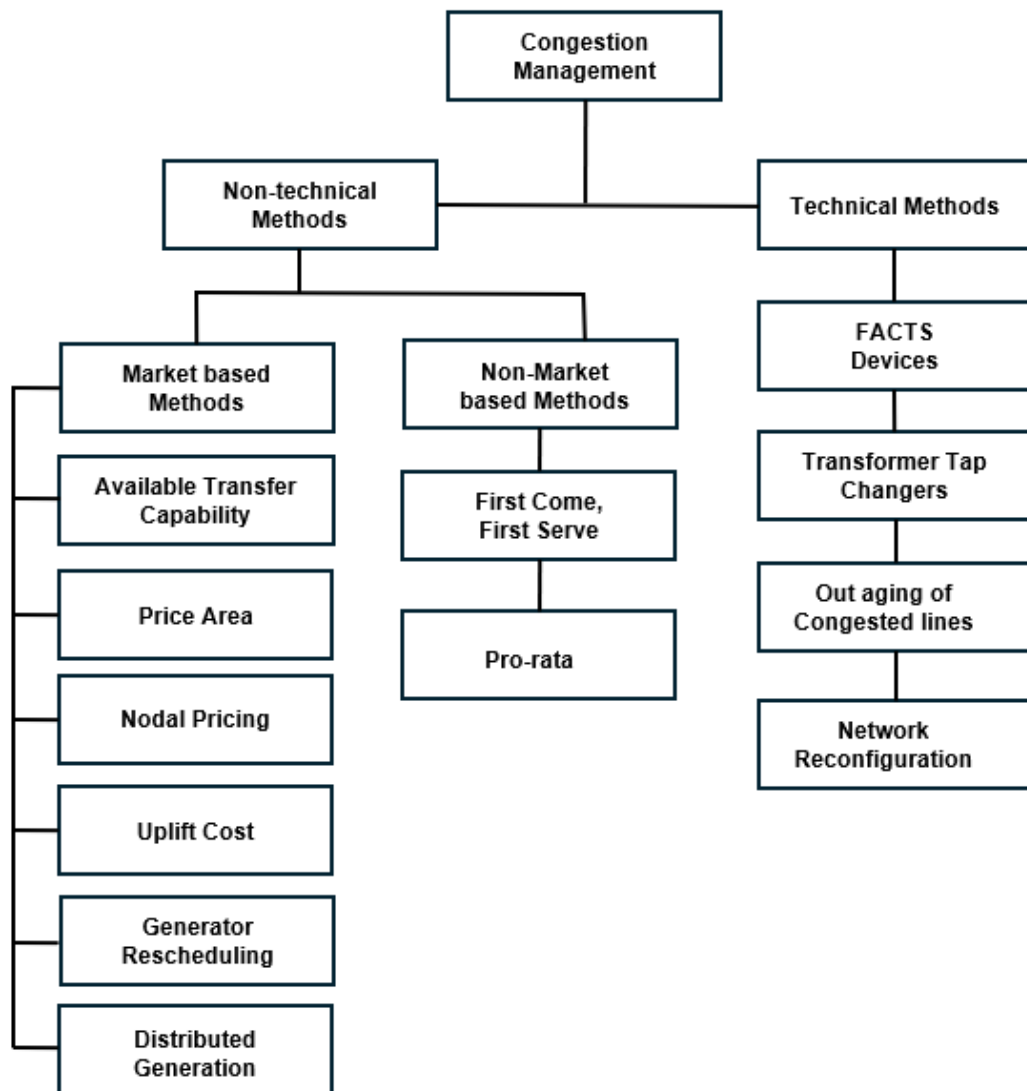 Congestion
Management
Non-technical
Methods
Technical Methods
Market based
Methods
Available Transfer
Capability
Price Area
Nodal Pricing
Uplift Cost
Generator
Rescheduling
Distributed
Generation
Non-Market
based Methods
First Come,
First Serve
Pro-rata
FACTS
Devices
Transformer Tap
Changers
Out aging of
Congested lines
Network
Reconfiguration